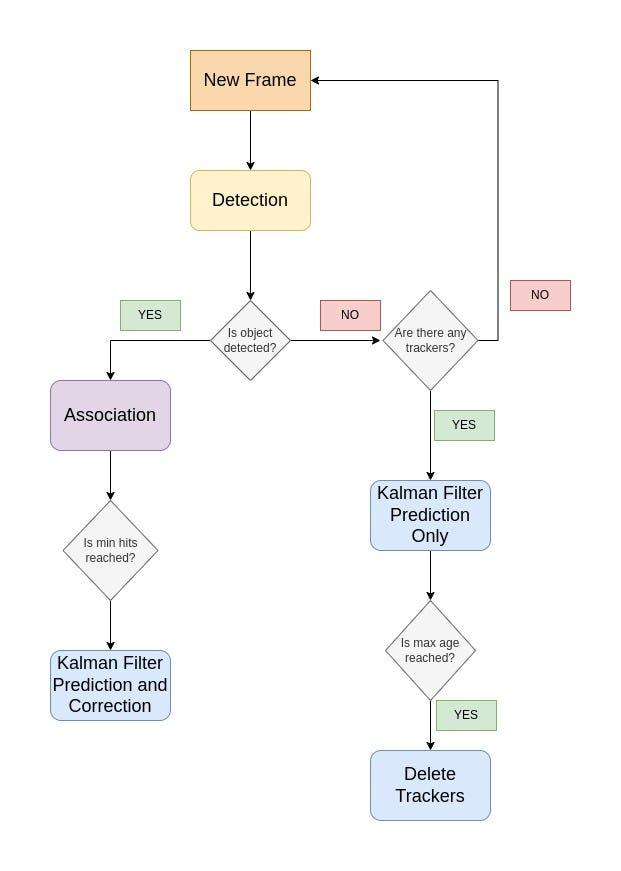 New Frame
Detection
NO
YES
NO
Is object
detected?
Are there any
trackers?
Association
YES
Kalman Filter
Prediction
Only
Is min hits
reached?
Is max age
reached?
Kalman Filter
Prediction and
Correction
YES
Delete
Trackers